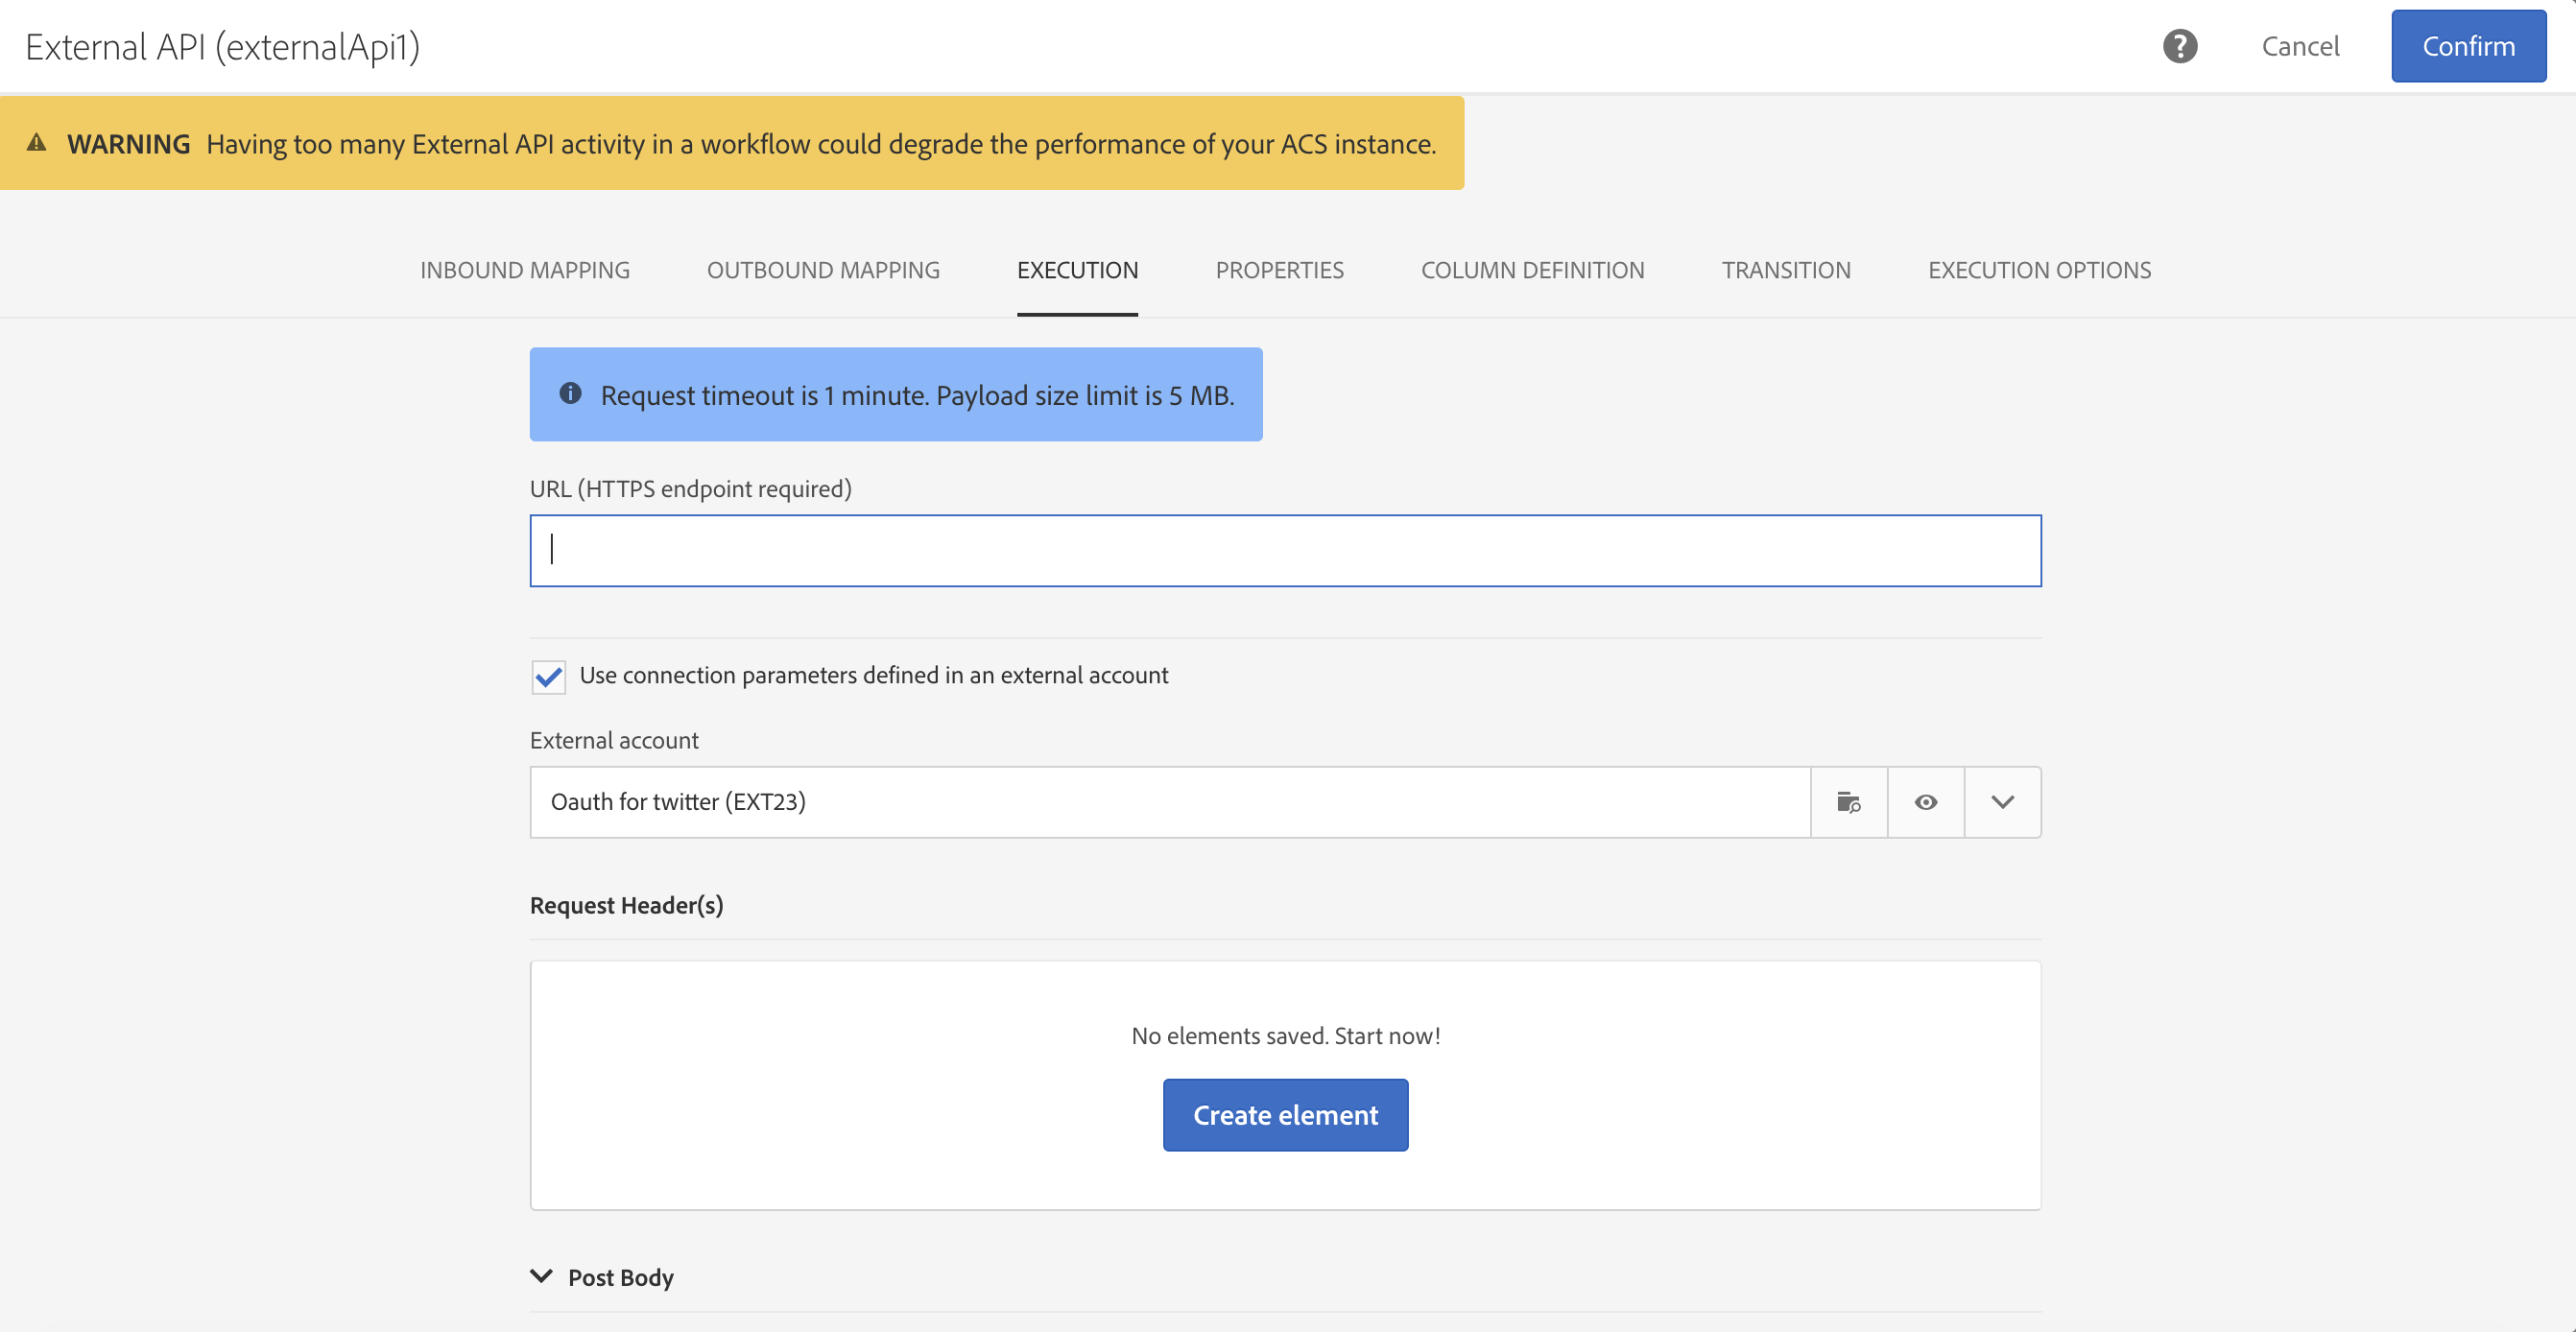 External API (externalApi1)
Cancel
Confirm
WARNING Having too many External API activity in a workflow could degrade the performance of your ACS instance.
INBOUND MAPPING
OUTBOUND MAPPING
EXECUTION
PROPERTIES
COLUMN DEFINITION
TRANSITION
EXECUTION OPTIONS
Request timeout is 1 minute. Payload size limit is 5 MB.
URL (HTTPS endpoint required)
Use connection parameters defined in an external account
External account
Oauth for twitter (EXT23)
Request Header(s)
No elements saved. Start now!
Create element
Post Body